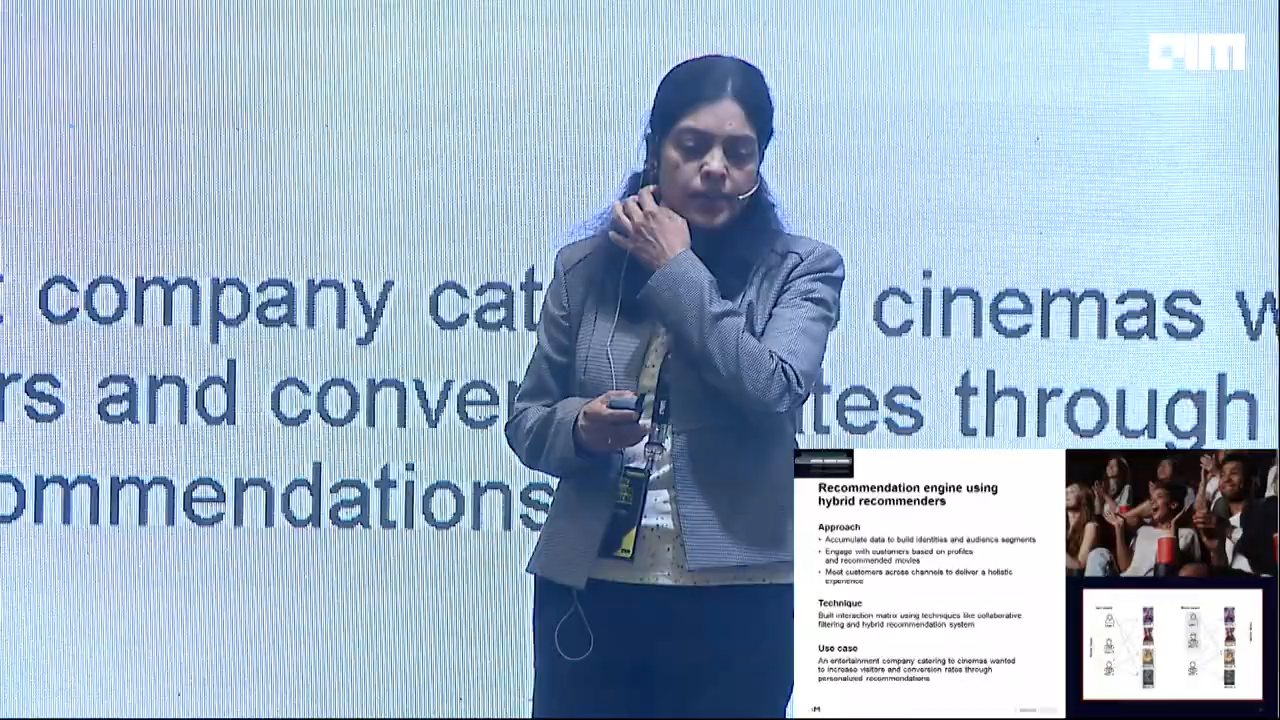 AIM
company cat cinemas w
rs and conve tes through
ommendations
Recommendation engine using
hybrid recommenders
Approach
• Accumulate data to build identities and audience segments
• Engage with customers based on profiles
and recommended movies
• Meet customers across channels to deliver a holistic
experience
Technique
Built interaction matrix using techniques like collaborative
filtering and hybrid recommendation system
Use case
An entertainment company catering to cinemas wanted
to increase visitors and conversion rates through
personalized recommendations